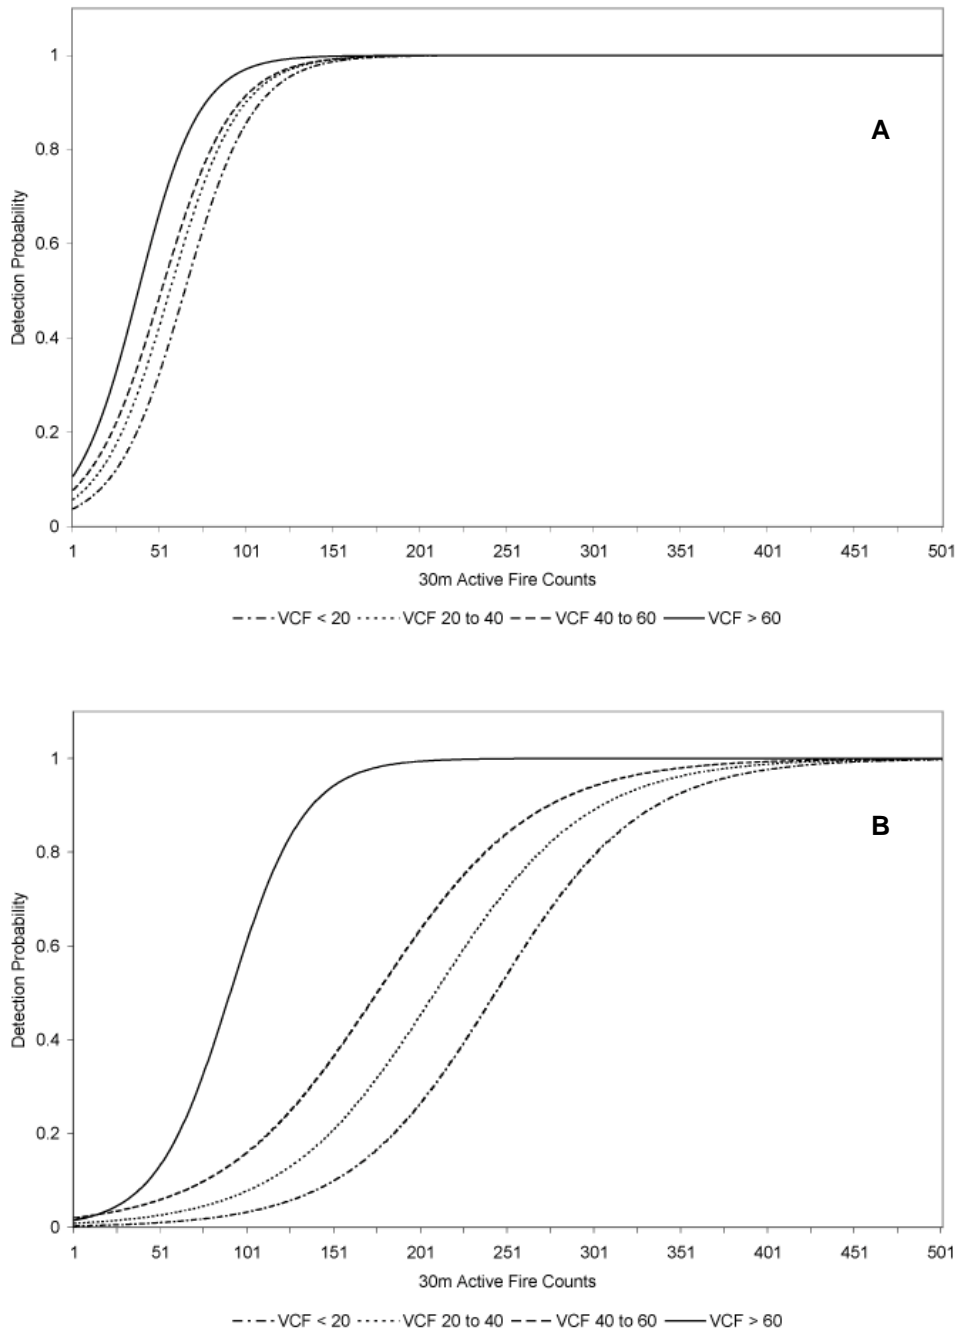 1
A
0.8
0.6
0.4
0.2
0
Detection Probability
1 51 101 151 201 251 301 351 401 451 501
30m Active Fire Counts
VCF < 20 VCF 20 to 40 VCF 40 to 60 VCF > 60
1
B
0.8
0.6
0.4
0.2
0
Detection Probability
1 51 101 151 201 251 301 351 401 451 501
30m Active Fire Counts
VCF < 20 VCF 20 to 40 VCF 40 to 60 VCF > 60